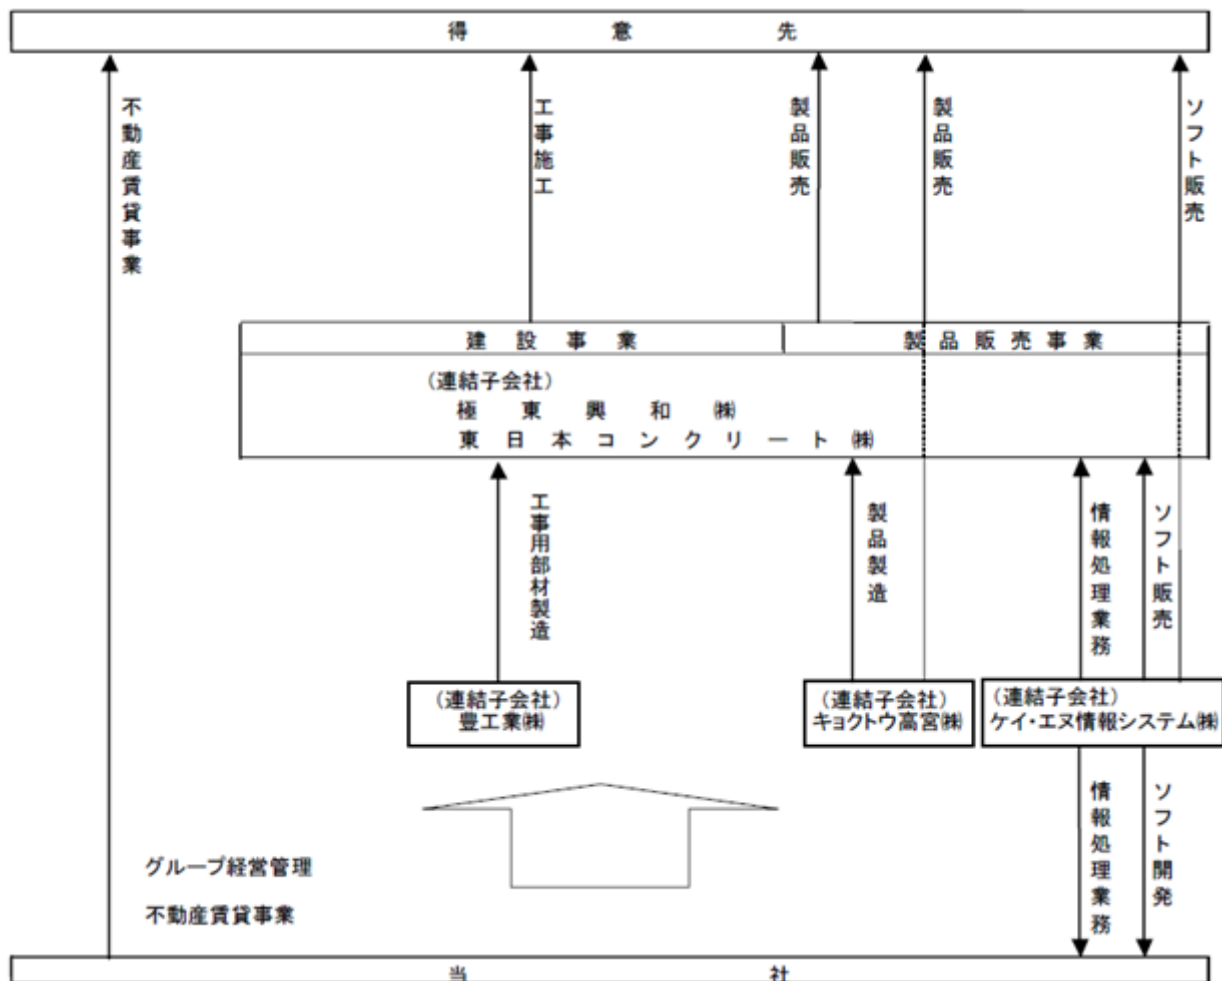 得意先
不動産賃貸事業
工事施工
製品販売
製品販売
ソフト販売
建設事業
製品販売事業
(連結子会社)
極東興和㈱
東日本コンクリート㈱
工事用部材製造
製品製造
情報処理業務
ソフト販売
(連結子会社)
豊工業㈱
(連結子会社)
キョクトウ高宮㈱
(連結子会社)
ケイ・エヌ情報システム㈱
情報処理業務
ソフト開発
グループ経営管理
不動産賃貸事業
当社